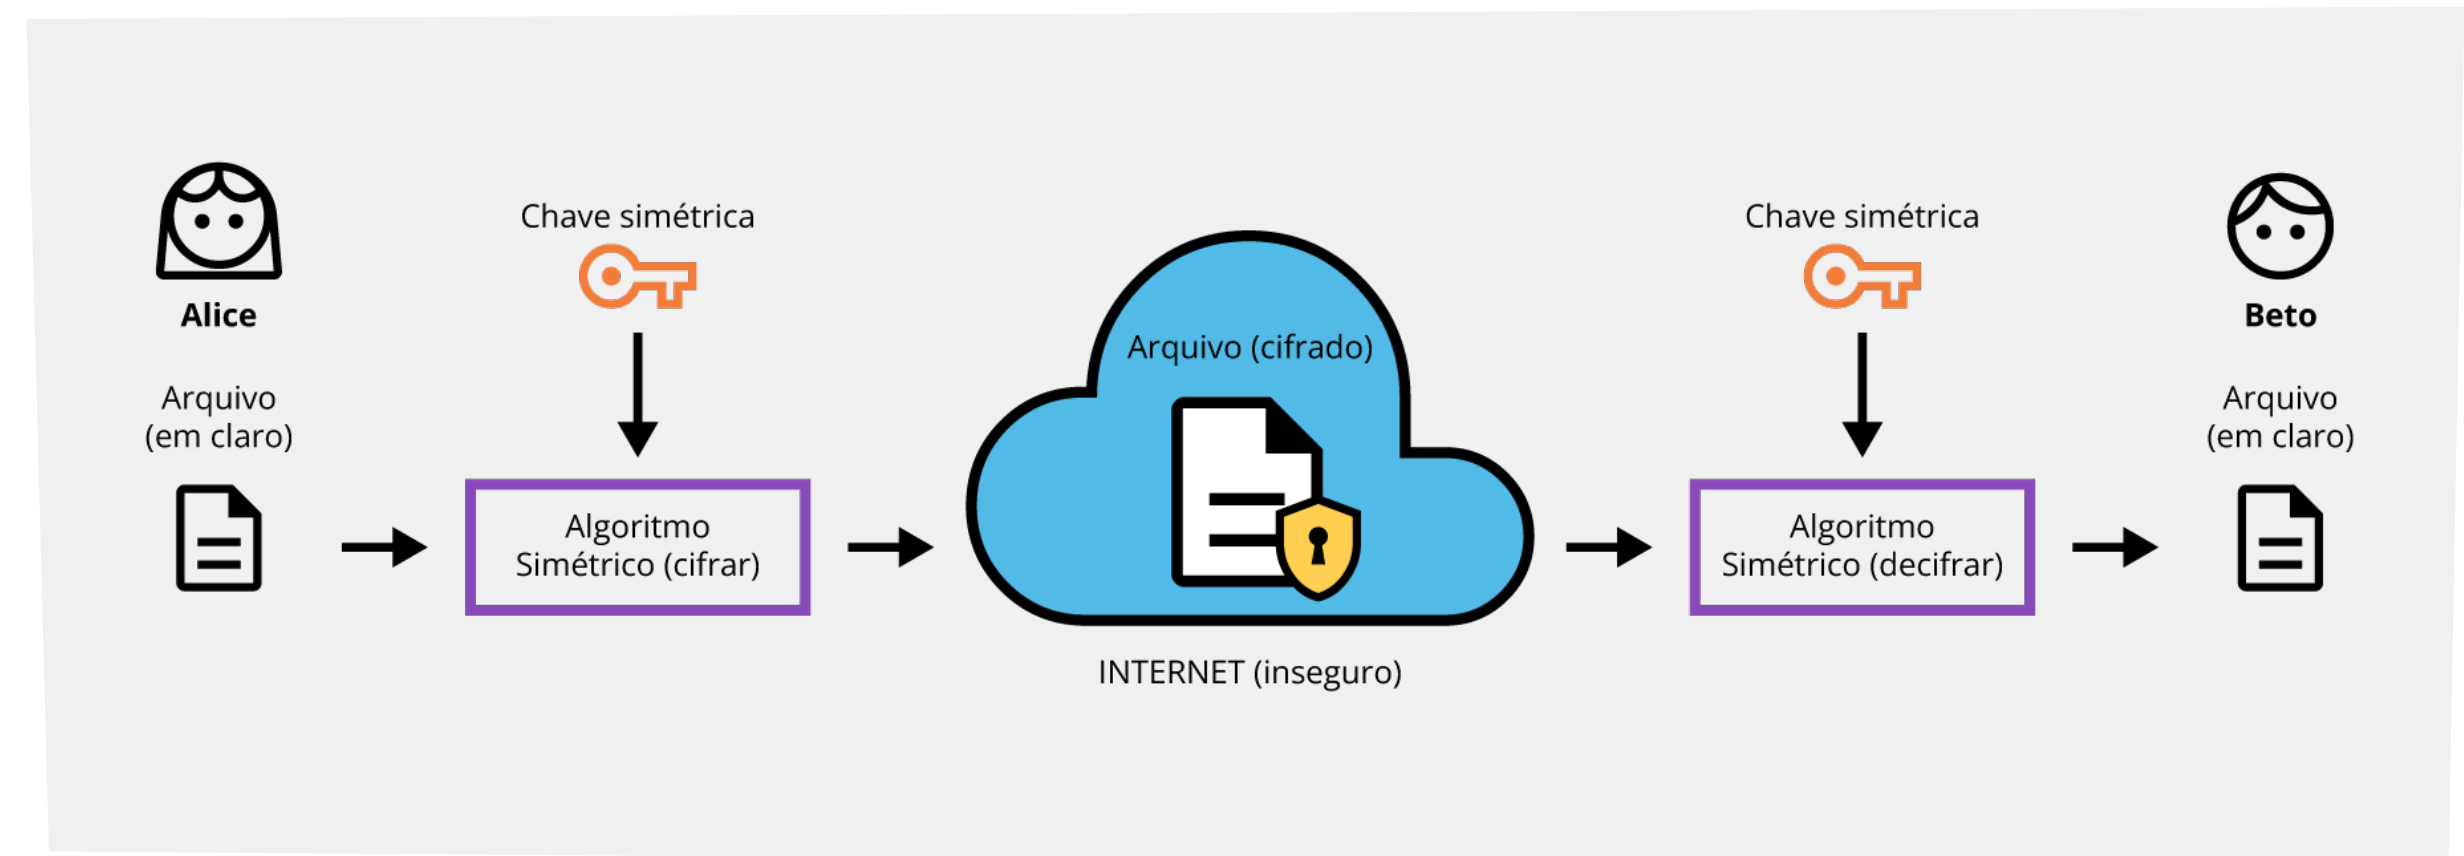 Alice
Arquivo
(em claro)
Chave simétrica
Algoritmo
Simétrico (cifrar)
Arquivo (cifrado)
INTERNET (inseguro)
Chave simétrica
Algoritmo
Simétrico (decifrar)
Beto
Arquivo
(em claro)